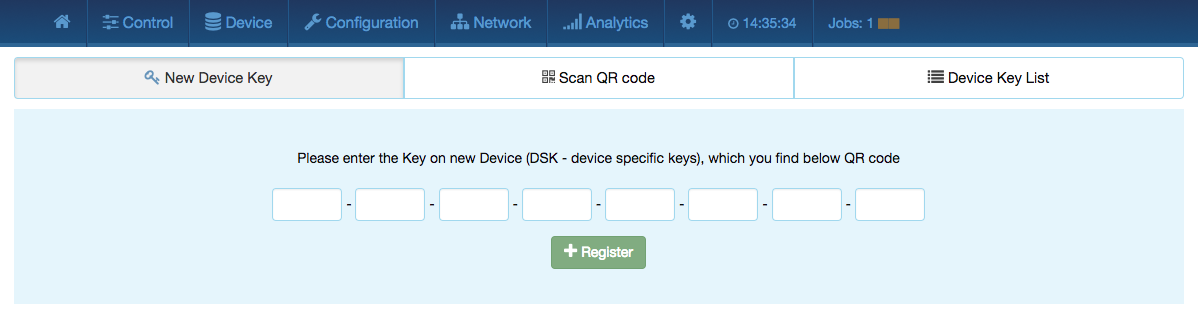 Control Device Configuration Network Analytics 14:35:34 Jobs: 1
New Device Key Scan QR code Device Key List
Please enter the Key on new Device (DSK - device specific keys), which you find below QR code
- - - - - - -
Register